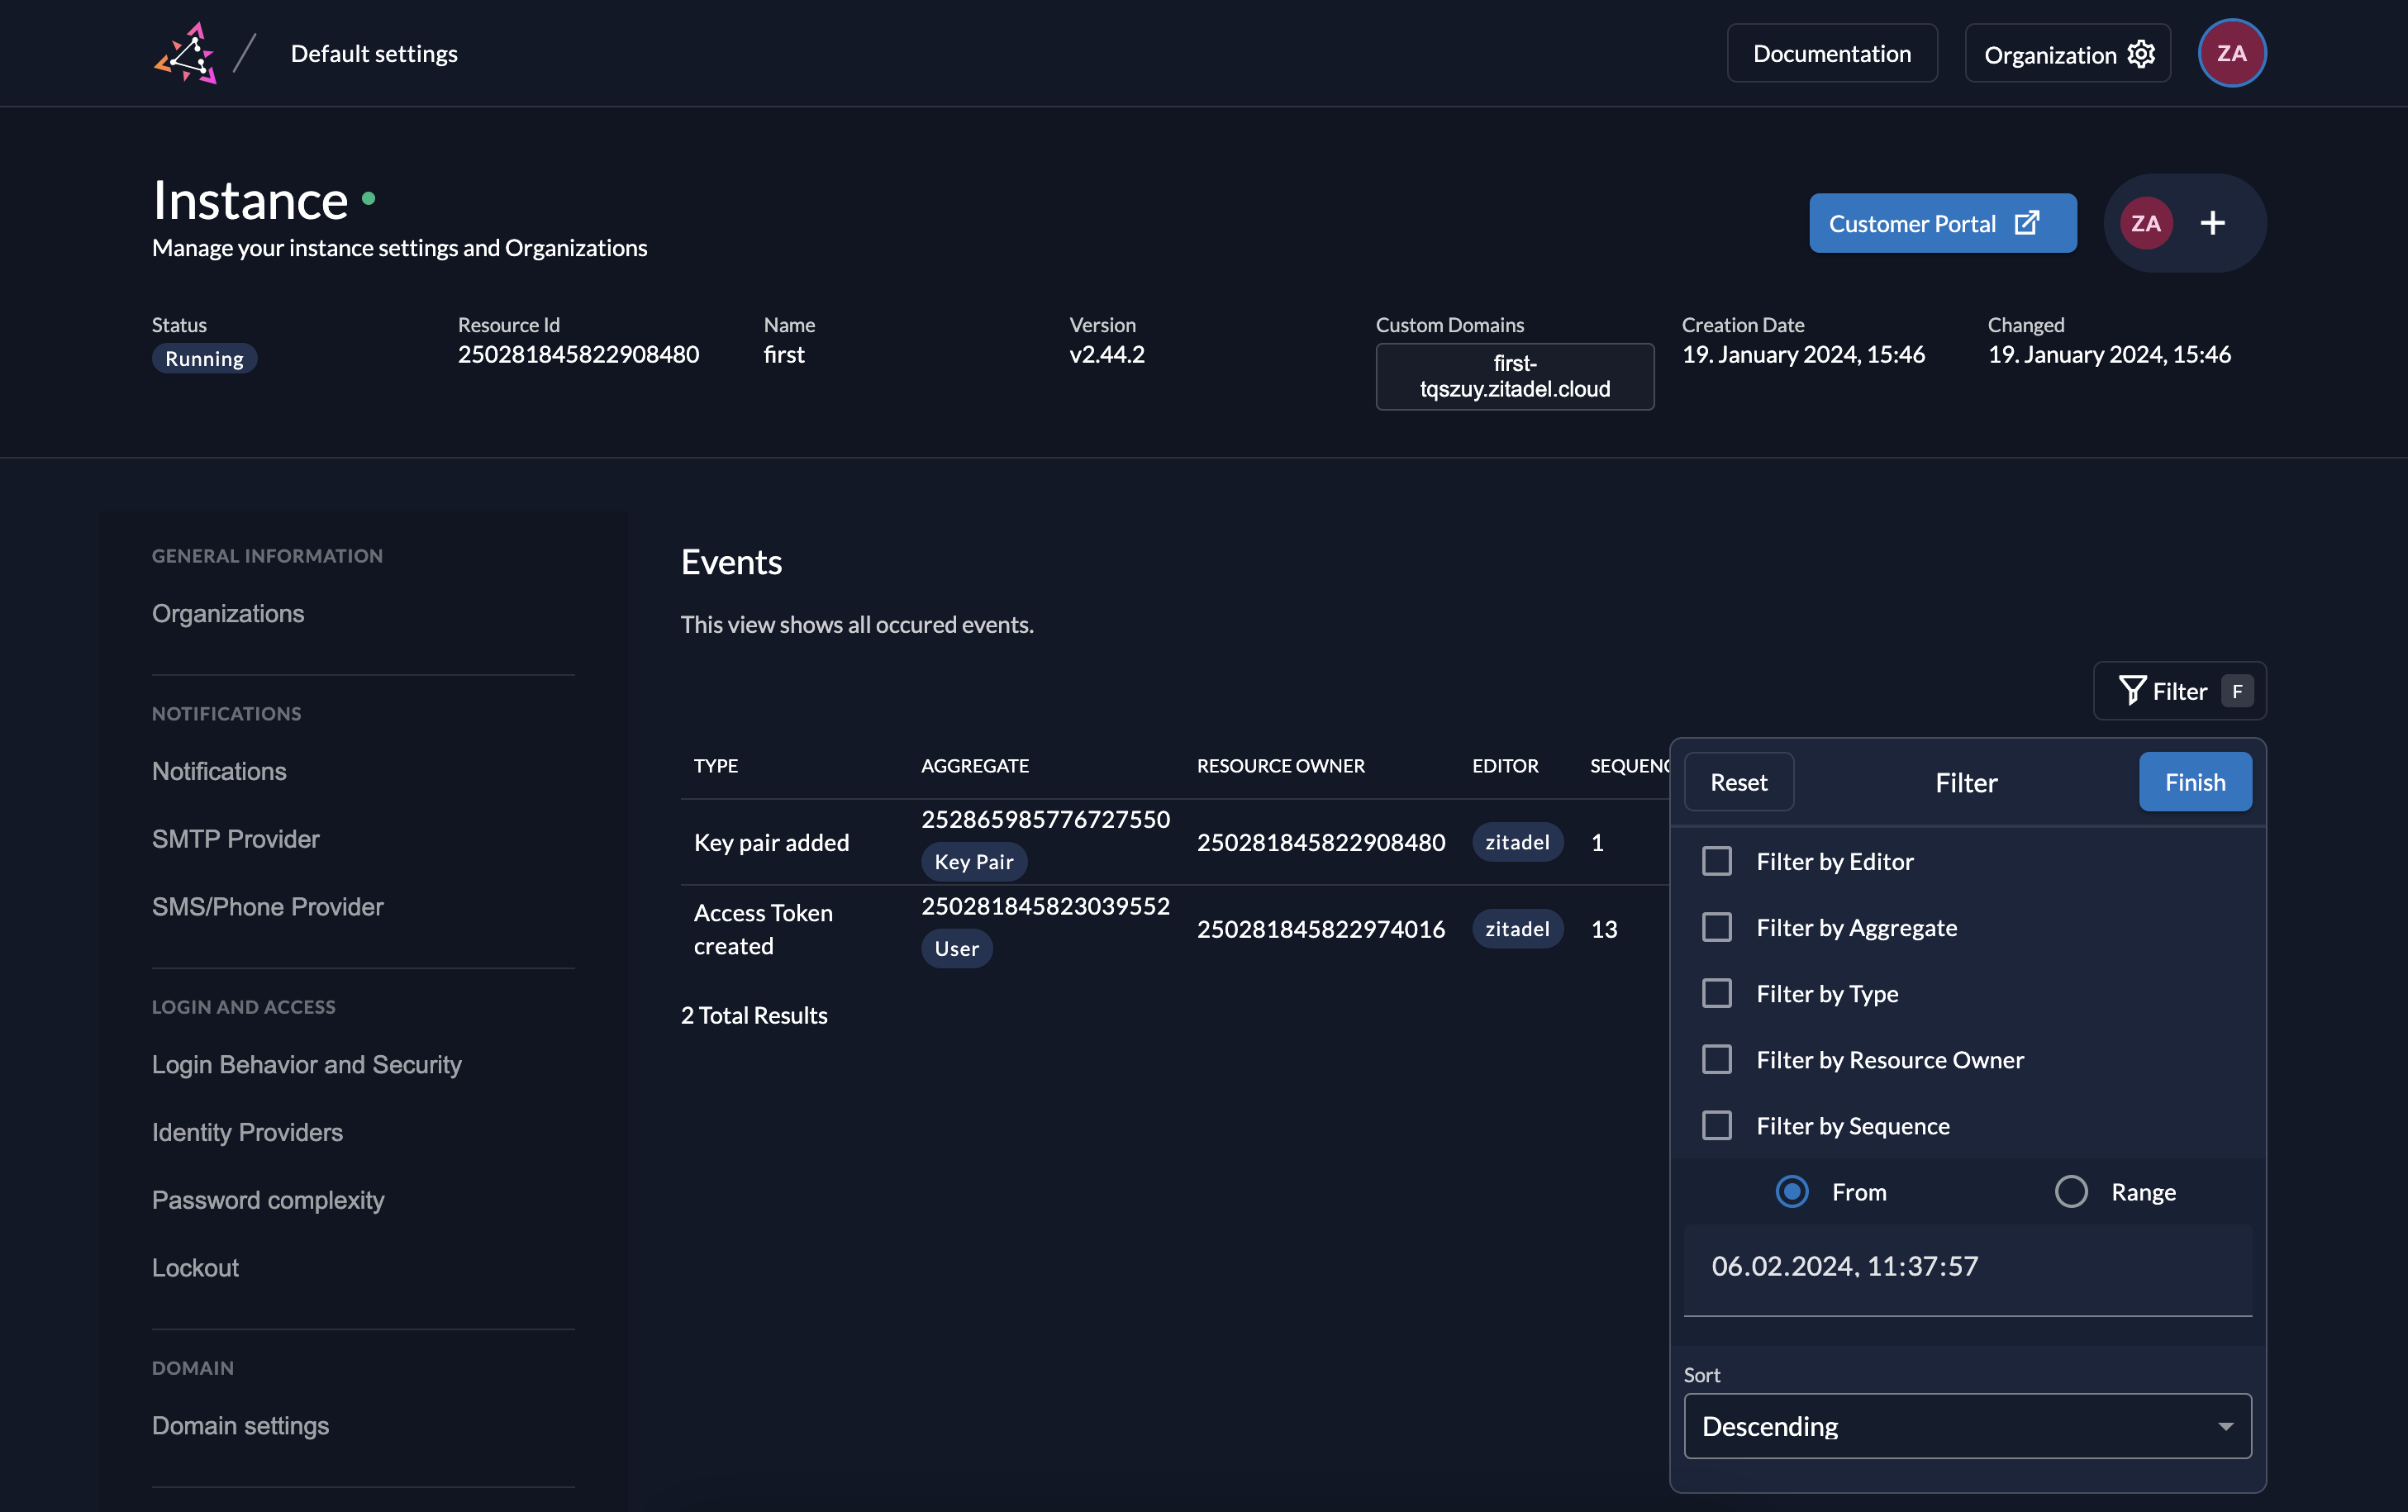 Default settings
Documentation
Organization
ZA
Instance
Manage your instance settings and Organizations
Customer Portal
ZA
+
Status
Running
Resource Id
250281845822908480
Name
first
Version
v2.44.2
Custom Domains
first-
tqszuy.zitadel.cloud
Creation Date
19. January 2024, 15:46
Changed
19. January 2024, 15:46
GENERAL INFORMATION
Organizations
NOTIFICATIONS
Notifications
SMTP Provider
SMS/Phone Provider
LOGIN AND ACCESS
Login Behavior and Security
Identity Providers
Password complexity
Lockout
DOMAIN
Domain settings
Events
This view shows all occured events.
Filter F
TYPE AGGREGATE RESOURCE OWNER EDITOR SEQUENC
Key pair added
252865985776727550
Key Pair
250281845822908480
zitadel
1
Access Token
created
250281845823039552
User
250281845822974016
zitadel
13
2 Total Results
Reset
Filter
Finish
Filter by Editor
Filter by Aggregate
Filter by Type
Filter by Resource Owner
Filter by Sequence
From
Range
06.02.2024, 11:37:57
Sort
Descending